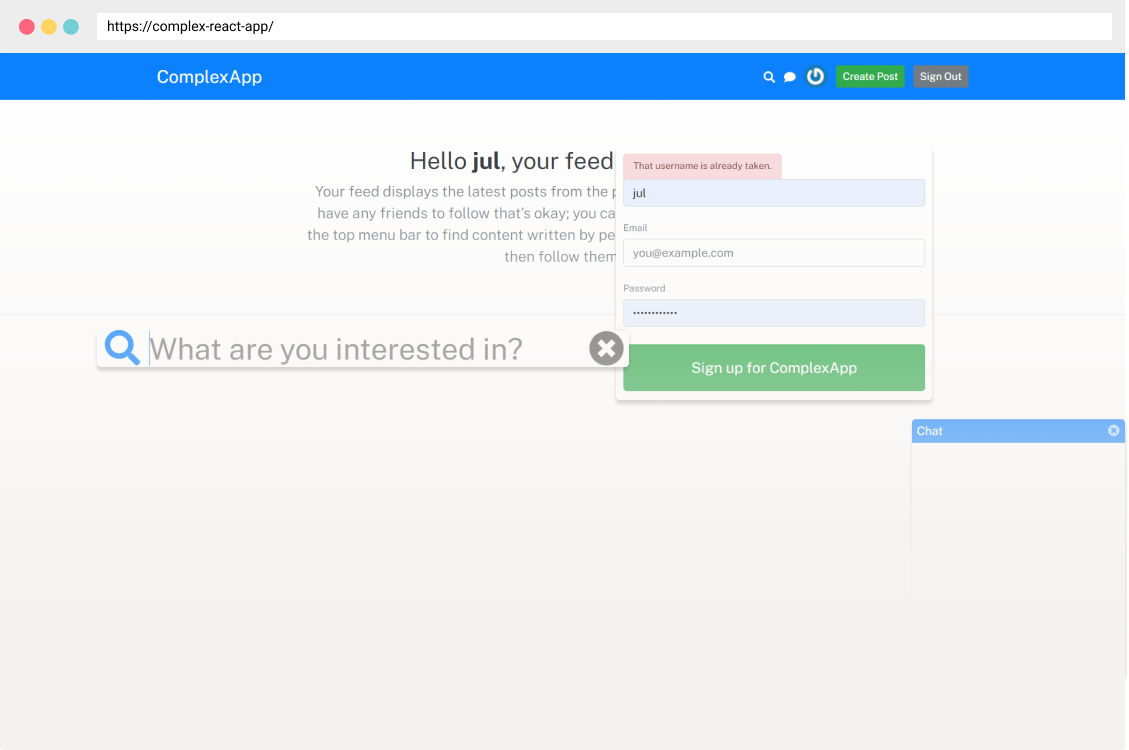 https://complex-react-app/
ComplexApp
Create Post
Sign Out
Hello jul, your feed
Your feed displays the latest posts from the
have any friends to follow that's okay; you ca
the top menu bar to find content written by pe
then follow them
That username is already taken.
jul
Email
you@example.com
Password
••••••••••••
Sign up for ComplexApp
What are you interested in?
Chat